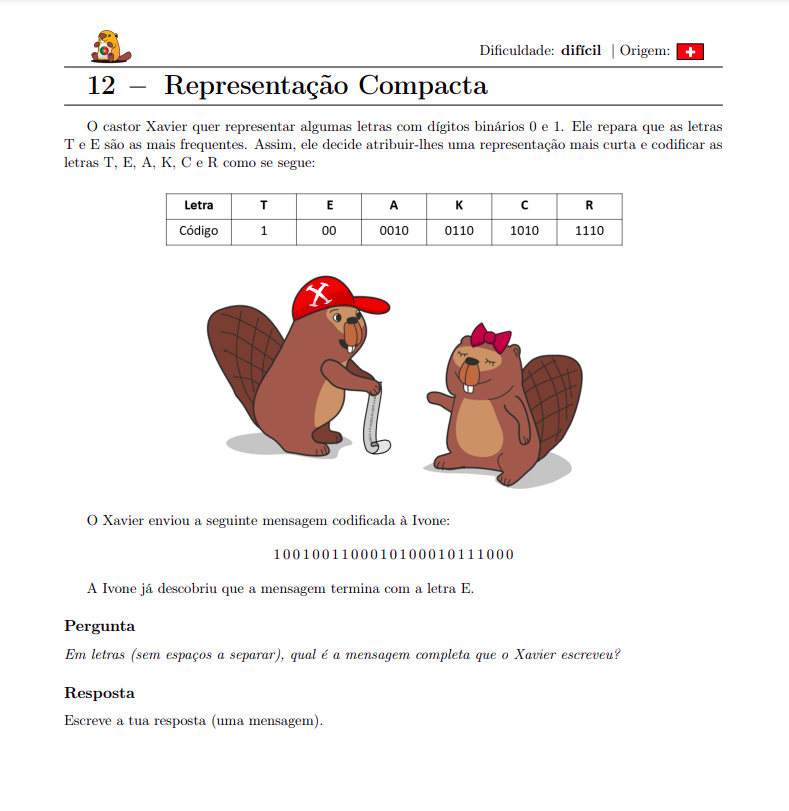 Dificuldade: difícil | Origem:
12 – Representação Compacta
O castor Xavier quer representar algumas letras com dígitos binários 0 e 1. Ele repara que as letras
T e E são as mais frequentes. Assim, ele decide atribuir-lhes uma representação mais curta e codificar as
letras T, E, A, K, C e R como se segue:
Letra T E A K C R
Código 1 00 0010 0110 1010 1110
X
O Xavier enviou a seguinte mensagem codificada à Ivone:
1001001100010100010111000
A Ivone já descobriu que a mensagem termina com a letra E.
Pergunta
Em letras (sem espaços a separar), qual é a mensagem completa que o Xavier escreveu?
Resposta
Escreve a tua resposta (uma mensagem).